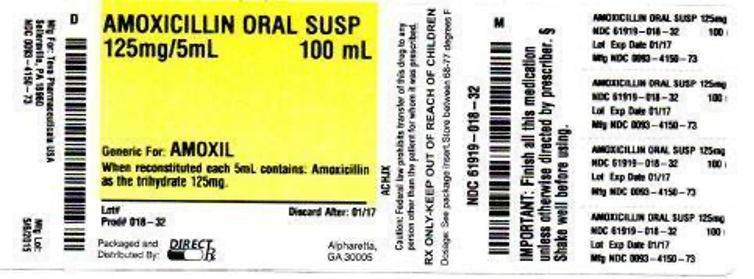 Mfg For: Teva Pharmaceuticals USA
Sellersville, PA 18960
NDC 0093-4150-73
Mfg Lot:
5/6/2015
D
AMOXICILLIN ORAL SUSP
125mg/5mL 100 mL
Generic For: AMOXIL
When reconstituted each 5mL contains: Amoxicillin
as the trihydrate 125mg.
Lot#
Prod# 018-32
Discard After: 01/17
Packaged and
Distributed By:
DIRECT Rx
Alpharetta,
GA 30005
Caution: Federal law prohibits transfer of this drug to any
person other than the patient for whom it was prescribed.
RX ONLY-KEEP OUT OF REACH OF CHILDREN
Dosage: See package insert Store between 68-77 degrees F
NDC 61919-018-32
M
IMPORTANT: Finish all this medication
unless otherwise directed by prescriber.
Shake well before using.
AMOXICILLIN ORAL SUSP 125mg
NDC 61919-018-32 100
Lot Exp Date 01/17
Mfg NDC 0093-4150-73
AMOXICILLIN ORAL SUSP 125mg
NDC 61919-018-32 100
Lot Exp Date 01/17
Mfg NDC 0093-4150-73
AMOXICILLIN ORAL SUSP 125mg
NDC 61919-018-32 100
Lot Exp Date 01/17
Mfg NDC 0093-4150-73
AMOXICILLIN ORAL SUSP 125mg
NDC 61919-018-32 100
Lot Exp Date 01/17
Mfg NDC 0093-4150-73